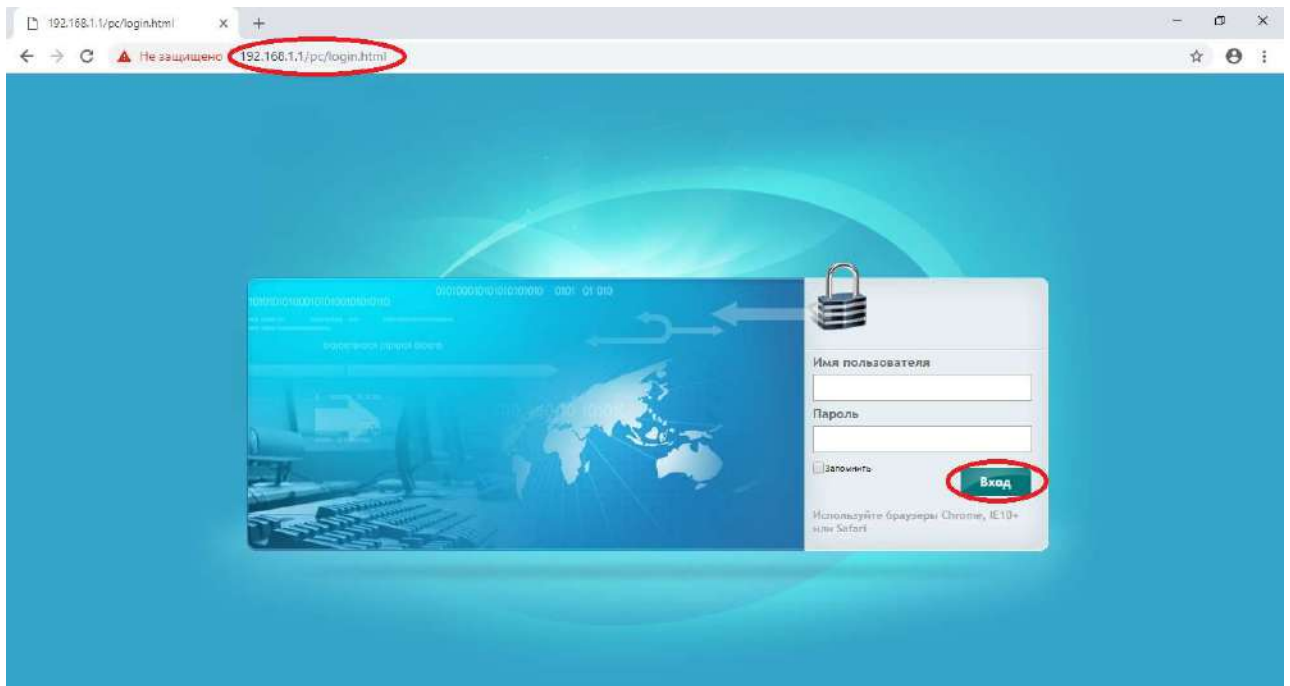 192.168.1.1/pc/login.html
Не защищено 192.168.1.1/pc/login.html
Имя пользователя
Пароль
Запомнить
Вход
Используйте браузеры Chrome, IE10+
или Safari